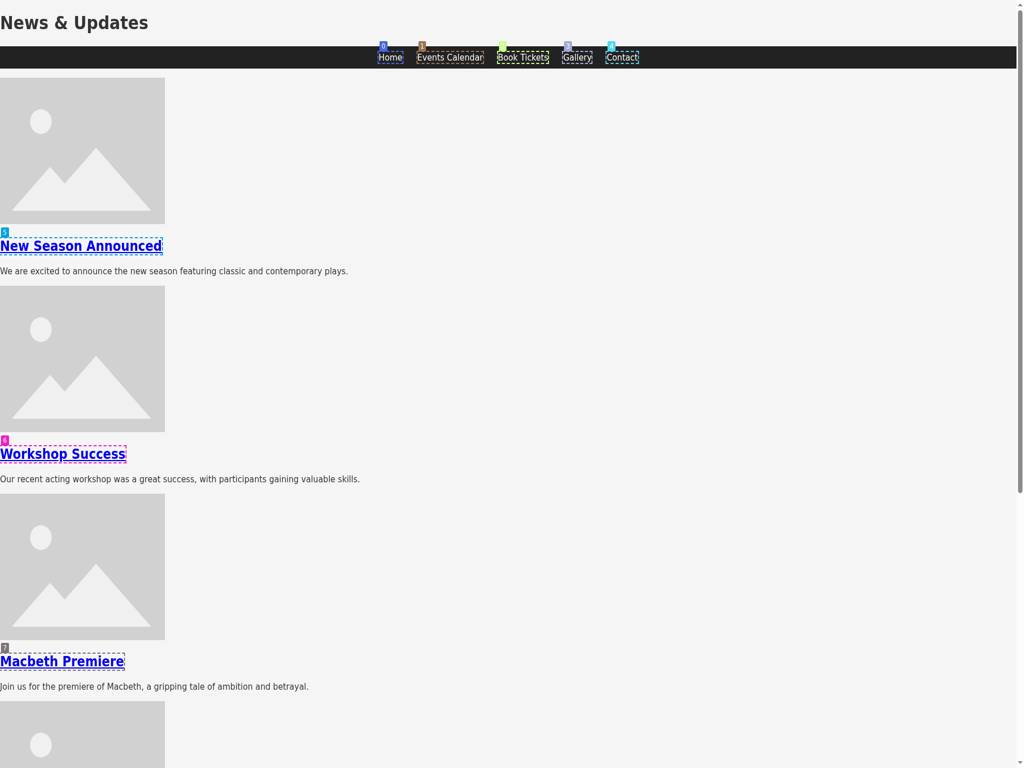 News & Updates
0 1 3 4
Home Events Calendar Book Tickets Gallery Contact
5
New Season Announced
We are excited to announce the new season featuring classic and contemporary plays.
6
Workshop Success
Our recent acting workshop was a great success, with participants gaining valuable skills.
7
Macbeth Premiere
Join us for the premiere of Macbeth, a gripping tale of ambition and betrayal.